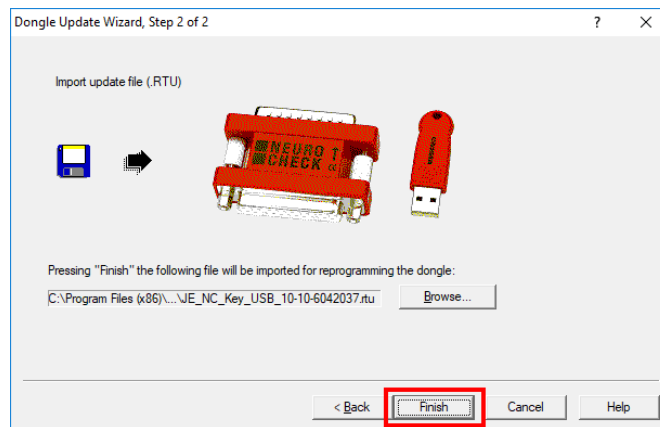 Dongle Update Wizard, Step 2 of 2
Import update file (.RTU)
NEURO
CHECK
Pressing "Finish" the following file will be imported for reprogramming the dongle:
C:\Program Files (x86)\...\JE_NC_Key_USB_10-10-6042037.rtu
Browse...
< Back
Finish
Cancel
Help